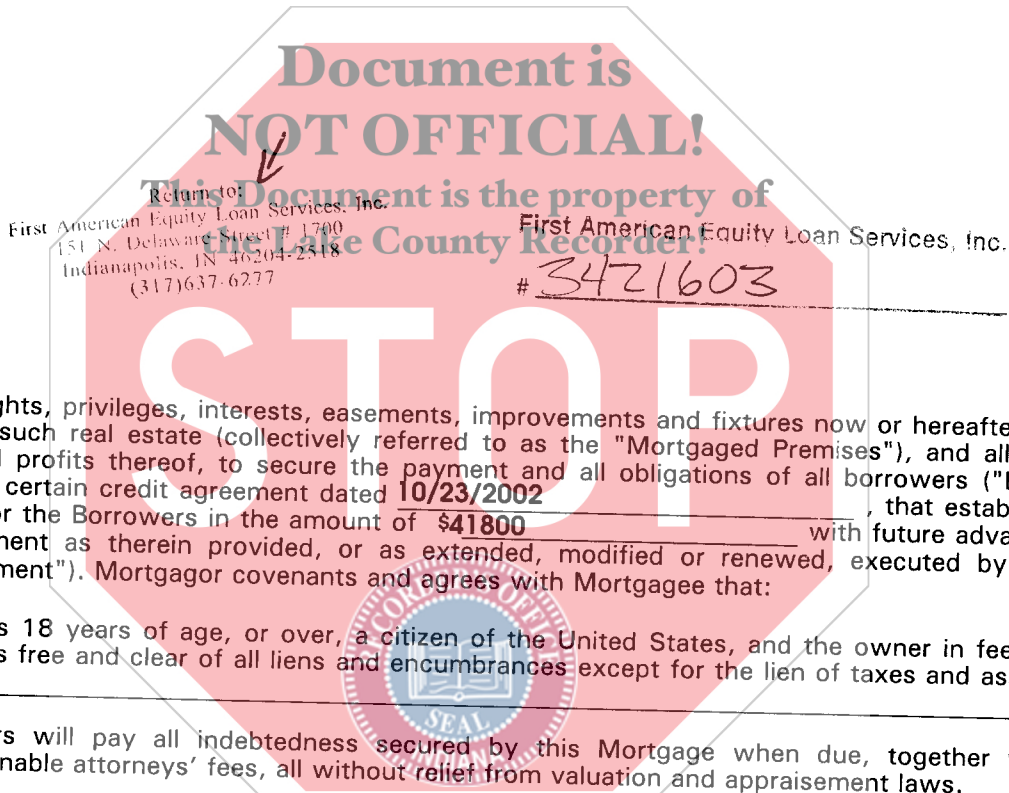 Document is
NOT OFFICIAL!
This Document is the property of
the Lake County Recorder!
Return to:
First American Equity Loan Services, Inc.
151 N. Delaware Street # 1700
Indianapolis, IN 46204-2518
(317)637-6277
First American Equity Loan Services, Inc.
# 3421603
STOP
ghts, privileges, interests, easements, improvements and fixtures now or hereafte
such real estate (collectively referred to as the "Mortgaged Premises"), and all
profits thereof, to secure the payment and all obligations of all borrowers ("
certain credit agreement dated 10/23/2002 , that estab
or the Borrowers in the amount of $41800 with future adva
ment as therein provided, or as extended, modified or renewed, executed by
ment"). Mortgagor covenants and agrees with Mortgagee that:
s 18 years of age, or over, a citizen of the United States, and the owner in fee
s free and clear of all liens and encumbrances except for the lien of taxes and as
rs will pay all indebtedness secured by this Mortgage when due, together
nable attorneys' fees, all without relief from valuation and appraisement laws.
RECORDER'S OFFICE
SEAL
INDIANA